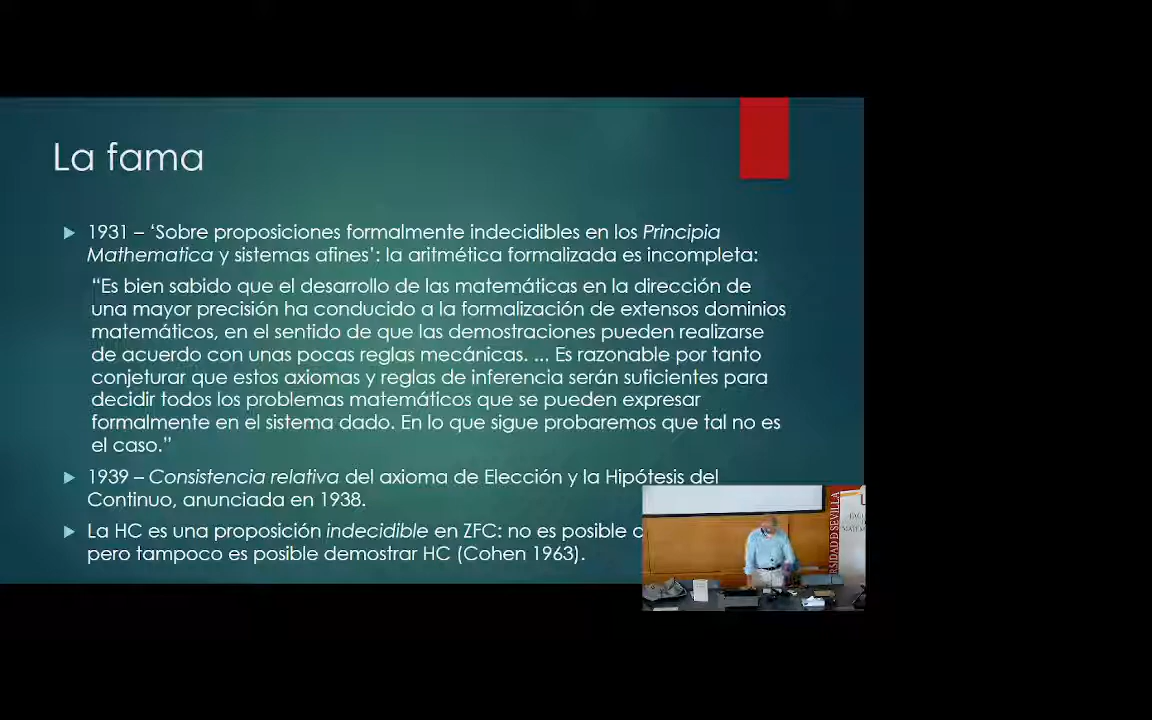 La fama
1931 – ‘Sobre proposiciones formalmente indecidibles en los Principia
Mathematica y sistemas afines’: la aritmética formalizada es incompleta:
“Es bien sabido que el desarrollo de las matemáticas en la dirección de
una mayor precisión ha conducido a la formalización de extensos dominios
matemáticos, en el sentido de que las demostraciones pueden realizarse
de acuerdo con unas pocas reglas mecánicas. ... Es razonable por tanto
conjeturar que estos axiomas y reglas de inferencia serán suficientes para
decidir todos los problemas matemáticos que se pueden expresar
formalmente en el sistema dado. En lo que sigue probaremos que tal no es
el caso.”
1939 – Consistencia relativa del axioma de Elección y la Hipótesis del
Continuo, anunciada en 1938.
La HC es una proposición indecidible en ZFC: no es posible
pero tampoco es posible demostrar HC (Cohen 1963).
SEVILLA